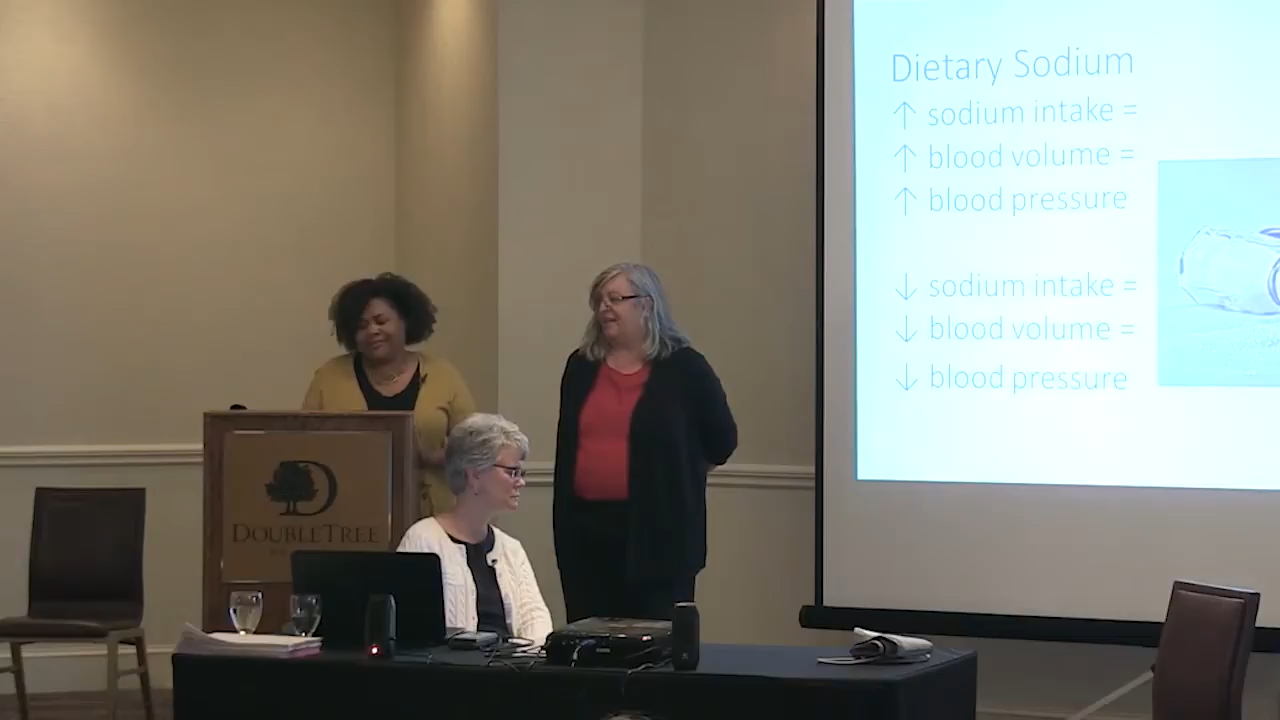 Dietary Sodium
↑ sodium intake =
↑ blood volume =
↑ blood pressure
↓ sodium intake =
↓ blood volume =
↓ blood pressure
D
DOUBLETREE